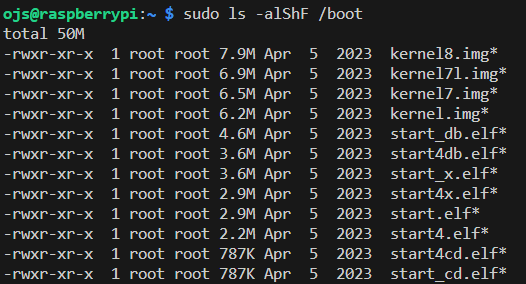 ojs@raspberrypi:~ $ sudo ls -alShF /boot
total 50M
-rwxr-xr-x 1 root root 7.9M Apr 5 2023 kernel8.img*
-rwxr-xr-x 1 root root 6.9M Apr 5 2023 kernel7l.img*
-rwxr-xr-x 1 root root 6.5M Apr 5 2023 kernel7.img*
-rwxr-xr-x 1 root root 6.2M Apr 5 2023 kernel.img*
-rwxr-xr-x 1 root root 4.6M Apr 5 2023 start_db.elf*
-rwxr-xr-x 1 root root 3.6M Apr 5 2023 start4db.elf*
-rwxr-xr-x 1 root root 3.6M Apr 5 2023 start_x.elf*
-rwxr-xr-x 1 root root 2.9M Apr 5 2023 start4x.elf*
-rwxr-xr-x 1 root root 2.9M Apr 5 2023 start.elf*
-rwxr-xr-x 1 root root 2.2M Apr 5 2023 start4.elf*
-rwxr-xr-x 1 root root 787K Apr 5 2023 start4cd.elf*
-rwxr-xr-x 1 root root 787K Apr 5 2023 start_cd.elf*